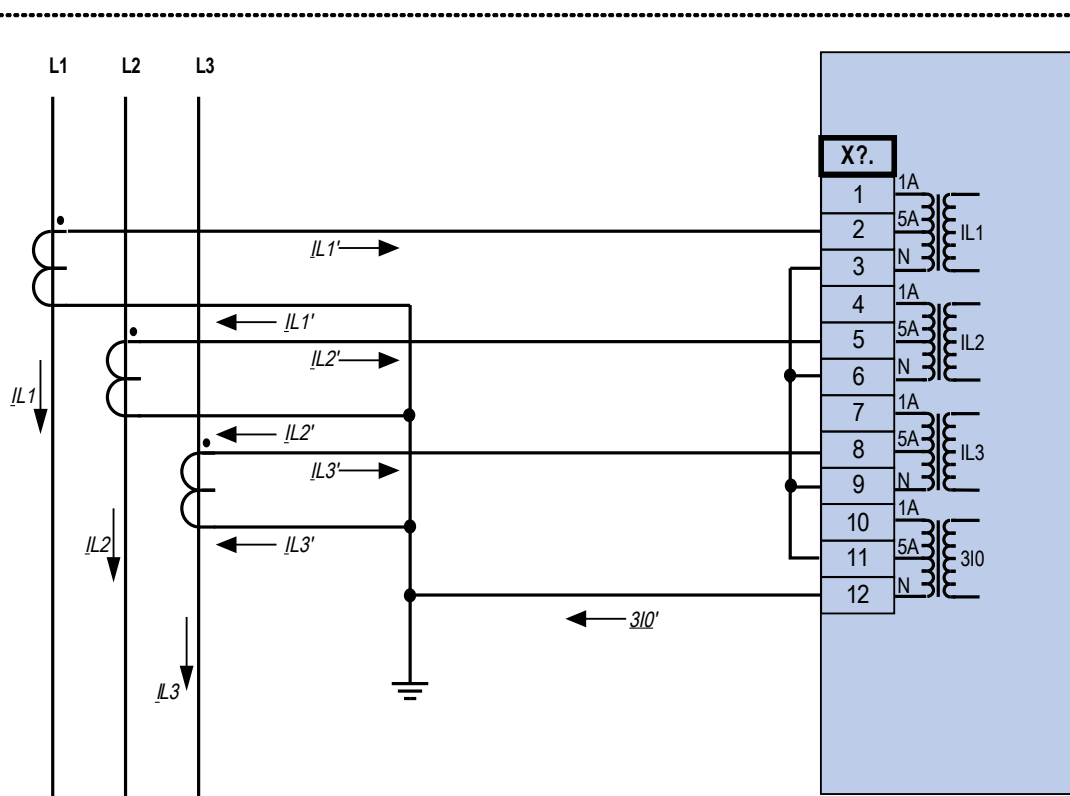 L1 L2 L3
X?.
1 1A
2 5A IL1
3 N
IL1'
4 1A
IL1'
5 5A IL2
IL2'
6 N
IL1
7 1A
IL2'
8 5A IL3
IL3'
9 N
10 1A
IL2
IL3'
11 5A 3I0
12 N
3I0'
IL3